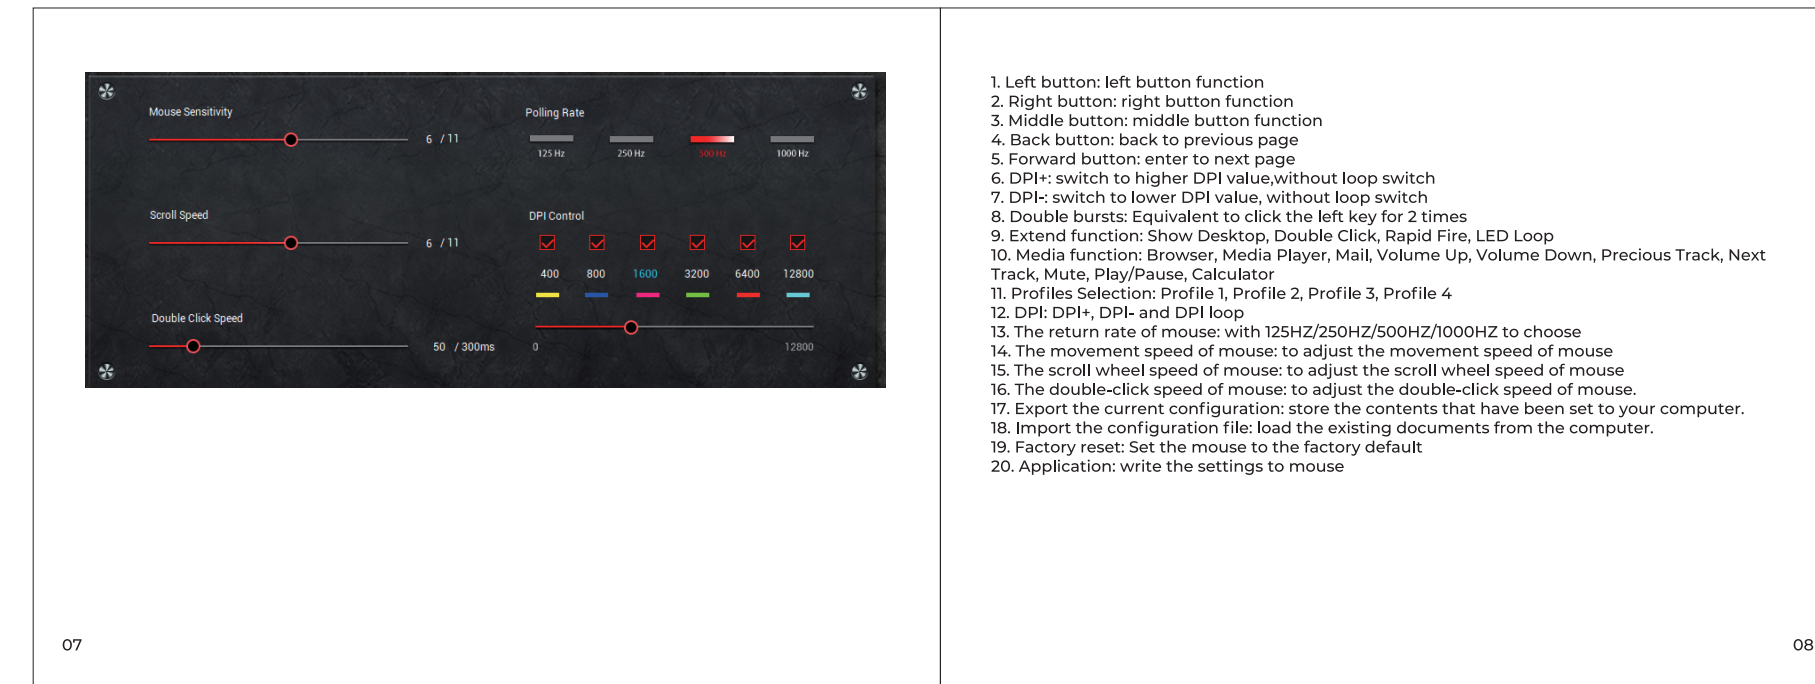 Mouse Sensitivity
6 / 11
Polling Rate
125 Hz 250 Hz 500 Hz 1000 Hz
Scroll Speed
6 / 11
DPI Control
400 800 1600 3200 6400 12800
Double Click Speed
50 / 300ms
0 12800
07
1. Left button: left button function
2. Right button: right button function
3. Middle button: middle button function
4. Back button: back to previous page
5. Forward button: enter to next page
6. DPI+: switch to higher DPI value,without loop switch
7. DPI-: switch to lower DPI value, without loop switch
8. Double bursts: Equivalent to click the left key for 2 times
9. Extend function: Show Desktop, Double Click, Rapid Fire, LED Loop
10. Media function: Browser, Media Player, Mail, Volume Up, Volume Down, Precious Track, Next
Track, Mute, Play/Pause, Calculator
11. Profiles Selection: Profile 1, Profile 2, Profile 3, Profile 4
12. DPI: DPI+, DPI- and DPI loop
13. The return rate of mouse: with 125HZ/250HZ/500HZ/1000HZ to choose
14. The movement speed of mouse: to adjust the movement speed of mouse
15. The scroll wheel speed of mouse: to adjust the scroll wheel speed of mouse
16. The double-click speed of mouse: to adjust the double-click speed of mouse.
17. Export the current configuration: store the contents that have been set to your computer.
18. Import the configuration file: load the existing documents from the computer.
19. Factory reset: Set the mouse to the factory default
20. Application: write the settings to mouse
08